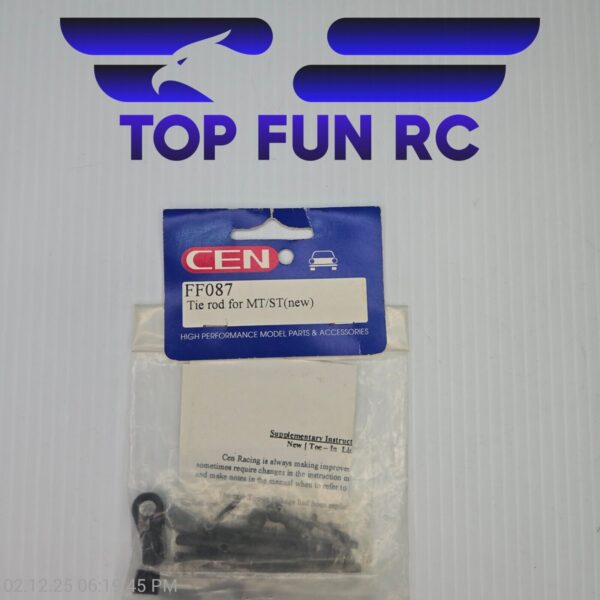 TOP FUN RC
CEN
FF087
Tie rod for MT/ST(new)
HIGH PERFORMANCE MODEL PARTS & ACCESSORIES
Supplementary Instruct
New [ Toe – In Li
Cen Racing is always making improve
sometimes require changes in the instruction m
and make notes in the manual when to refer to
had been
02.12.25 06:19:45 PM